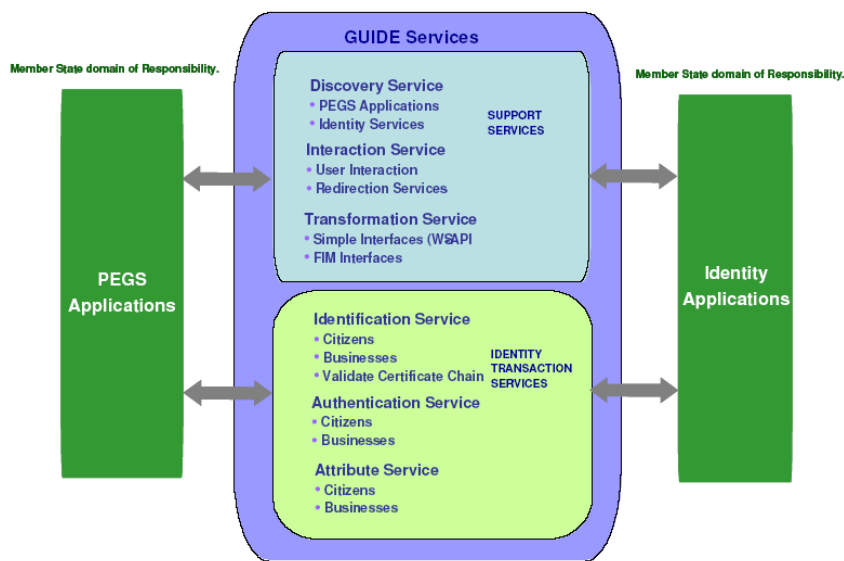 GUIDE Services
Member State domain of Responsibility.
PEGS
Applications
Discovery Service
• PEGS Applications
• Identity Services
SUPPORT
SERVICES
Interaction Service
• User Interaction
• Redirection Services
Transformation Service
• Simple Interfaces (WS API
• FIM Interfaces
Identification Service
• Citizens
• Businesses
• Validate Certificate Chain
IDENTITY
TRANSACTION
SERVICES
Authentication Service
• Citizens
• Businesses
Attribute Service
• Citizens
• Businesses
Member State domain of Responsibility.
Identity
Applications